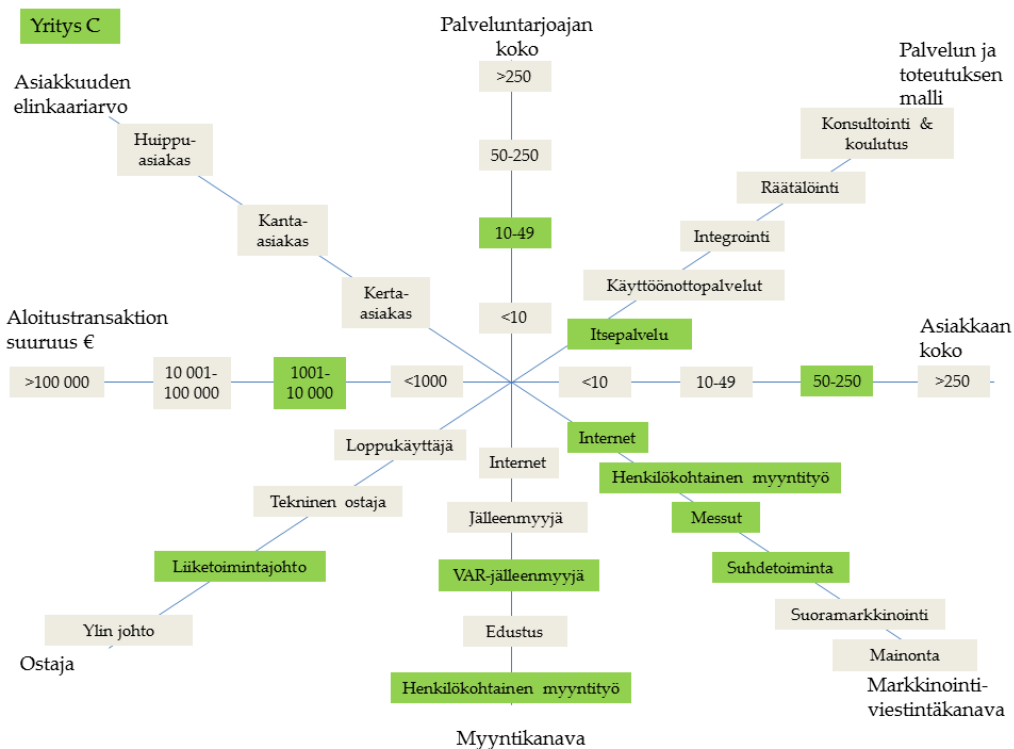 Yritys C
Palveluntarjoajan
koko
>250
50-250
10-49
<10
Palvelun ja
toteutuksen
malli
Konsultointi &
koulutus
Räätälöinti
Integrointi
Käyttöönottopalvelut
Itsepalvelu
Asiakkuuden
elinkaariarvo
Huippu-
asiakas
Kanta-
asiakas
Kerta-
asiakas
Aloitustransaktion
suuruus €
>100 000
10 001-
100 000
1001-
10 000
<1000
<10
10-49
50-250
>250
Asiakkaan
koko
Loppukäyttäjä
Tekninen ostaja
Liiketoimintajohto
Ylin johto
Ostaja
Internet
Jälleenmyyjä
VAR-jälleenmyyjä
Edustus
Henkilökohtainen myyntityö
Myyntikanava
Internet
Henkilökohtainen myyntityö
Messut
Suhdetoiminta
Suoramarkkinointi
Mainonta
Markkinointi-
viestintäkanava